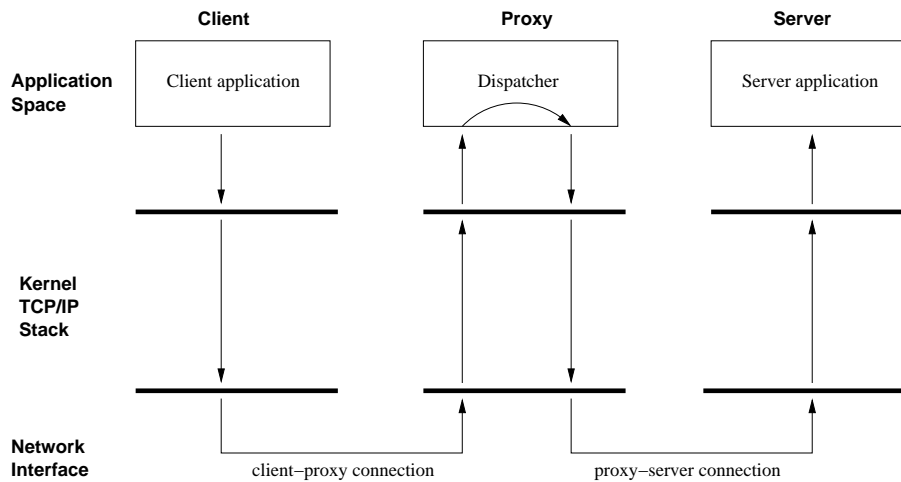 Client
Proxy
Server
Application
Space
Client application
Dispatcher
Server application
Kernel
TCP/IP
Stack
Network
Interface
client−proxy connection
proxy−server connection